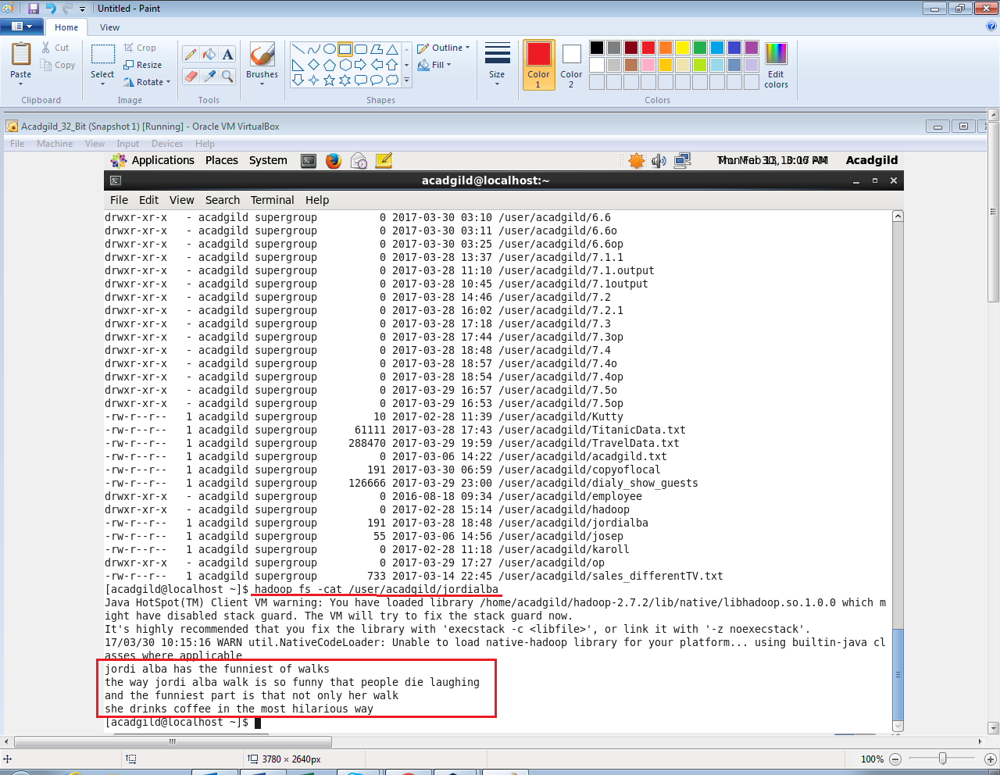 Untitled - Paint
Home View
Paste Cut Copy Clipboard
Select Crop Resize Rotate Image
Tools
Brushes
Shapes Outline Fill
Size
Color 1 Color 2 Edit colors Colors
Acadgild_32_Bit (Snapshot 1) [Running] - Oracle VM VirtualBox
File Machine View Input Devices Help
Applications Places System Acadgild
acadgild@localhost:~
File Edit View Search Terminal Help
drwxr-xr-x - acadgild supergroup 0 2017-03-30 03:10 /user/acadgild/6.6
drwxr-xr-x - acadgild supergroup 0 2017-03-30 03:11 /user/acadgild/6.6o
drwxr-xr-x - acadgild supergroup 0 2017-03-30 03:25 /user/acadgild/6.6op
drwxr-xr-x - acadgild supergroup 0 2017-03-28 13:37 /user/acadgild/7.1.1
drwxr-xr-x - acadgild supergroup 0 2017-03-28 11:10 /user/acadgild/7.1.output
drwxr-xr-x - acadgild supergroup 0 2017-03-28 10:45 /user/acadgild/7.1output
drwxr-xr-x - acadgild supergroup 0 2017-03-28 14:46 /user/acadgild/7.2
drwxr-xr-x - acadgild supergroup 0 2017-03-28 16:02 /user/acadgild/7.2.1
drwxr-xr-x - acadgild supergroup 0 2017-03-28 17:18 /user/acadgild/7.3
drwxr-xr-x - acadgild supergroup 0 2017-03-28 17:44 /user/acadgild/7.3op
drwxr-xr-x - acadgild supergroup 0 2017-03-28 18:48 /user/acadgild/7.4
drwxr-xr-x - acadgild supergroup 0 2017-03-28 18:57 /user/acadgild/7.4o
drwxr-xr-x - acadgild supergroup 0 2017-03-28 18:54 /user/acadgild/7.4op
drwxr-xr-x - acadgild supergroup 0 2017-03-29 16:57 /user/acadgild/7.5o
drwxr-xr-x - acadgild supergroup 0 2017-03-29 16:53 /user/acadgild/7.5op
-rw-r--r-- 1 acadgild supergroup 10 2017-02-28 11:39 /user/acadgild/Kutty
-rw-r--r-- 1 acadgild supergroup 61111 2017-03-28 17:43 /user/acadgild/TitanicData.txt
-rw-r--r-- 1 acadgild supergroup 288470 2017-03-29 19:59 /user/acadgild/TravelData.txt
-rw-r--r-- 1 acadgild supergroup 0 2017-03-06 14:22 /user/acadgild/acadgild.txt
-rw-r--r-- 1 acadgild supergroup 191 2017-03-30 06:59 /user/acadgild/copyoflocal
-rw-r--r-- 1 acadgild supergroup 126666 2017-03-29 23:00 /user/acadgild/dialy_show_guests
drwxr-xr-x - acadgild supergroup 0 2016-08-18 09:34 /user/acadgild/employee
drwxr-xr-x - acadgild supergroup 0 2017-02-28 15:14 /user/acadgild/hadoop
-rw-r--r-- 1 acadgild supergroup 191 2017-03-28 18:48 /user/acadgild/jordialba
-rw-r--r-- 1 acadgild supergroup 55 2017-03-06 14:56 /user/acadgild/josep
-rw-r--r-- 1 acadgild supergroup 0 2017-02-28 11:18 /user/acadgild/karoll
drwxr-xr-x - acadgild supergroup 0 2017-03-29 17:27 /user/acadgild/op
-rw-r--r-- 1 acadgild supergroup 733 2017-03-14 22:45 /user/acadgild/sales_differentTV.txt
[acadgild@localhost ~]$ hadoop fs -cat /user/acadgild/jordialba
Java HotSpot(TM) Client VM warning: You have loaded library /home/acadgild/hadoop-2.7.2/lib/native/libhadoop.so.1.0.0 which m
ight have disabled stack guard. The VM will try to fix the stack guard now.
It's highly recommended that you fix the library with 'execstack -c <libfile>', or link it with '-z noexecstack'.
17/03/30 10:15:16 WARN util.NativeCodeLoader: Unable to load native-hadoop library for your platform... using builtin-java cl
asses where applicable
jordi alba has the funniest of walks
the way jordi alba walk is so funny that people die laughing
and the funniest part is that not only her walk
she drinks coffee in the most hilarious way
[acadgild@localhost ~]$
3780 × 2640px 100%